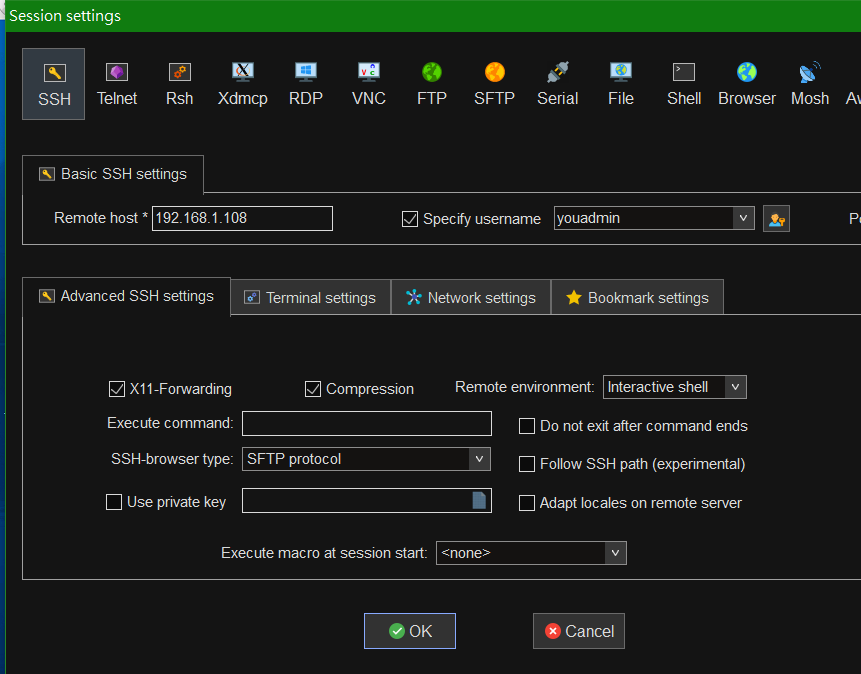 Session settings
SSH Telnet Rsh Xdmcp RDP VNC FTP SFTP Serial File Shell Browser Mosh
Basic SSH settings
Remote host * 192.168.1.108 Specify username youadmin
Advanced SSH settings Terminal settings Network settings Bookmark settings
X11-Forwarding Compression Remote environment: Interactive shell
Execute command: Do not exit after command ends
SSH-browser type: SFTP protocol Follow SSH path (experimental)
Use private key Adapt locales on remote server
Execute macro at session start: <none>
OK Cancel